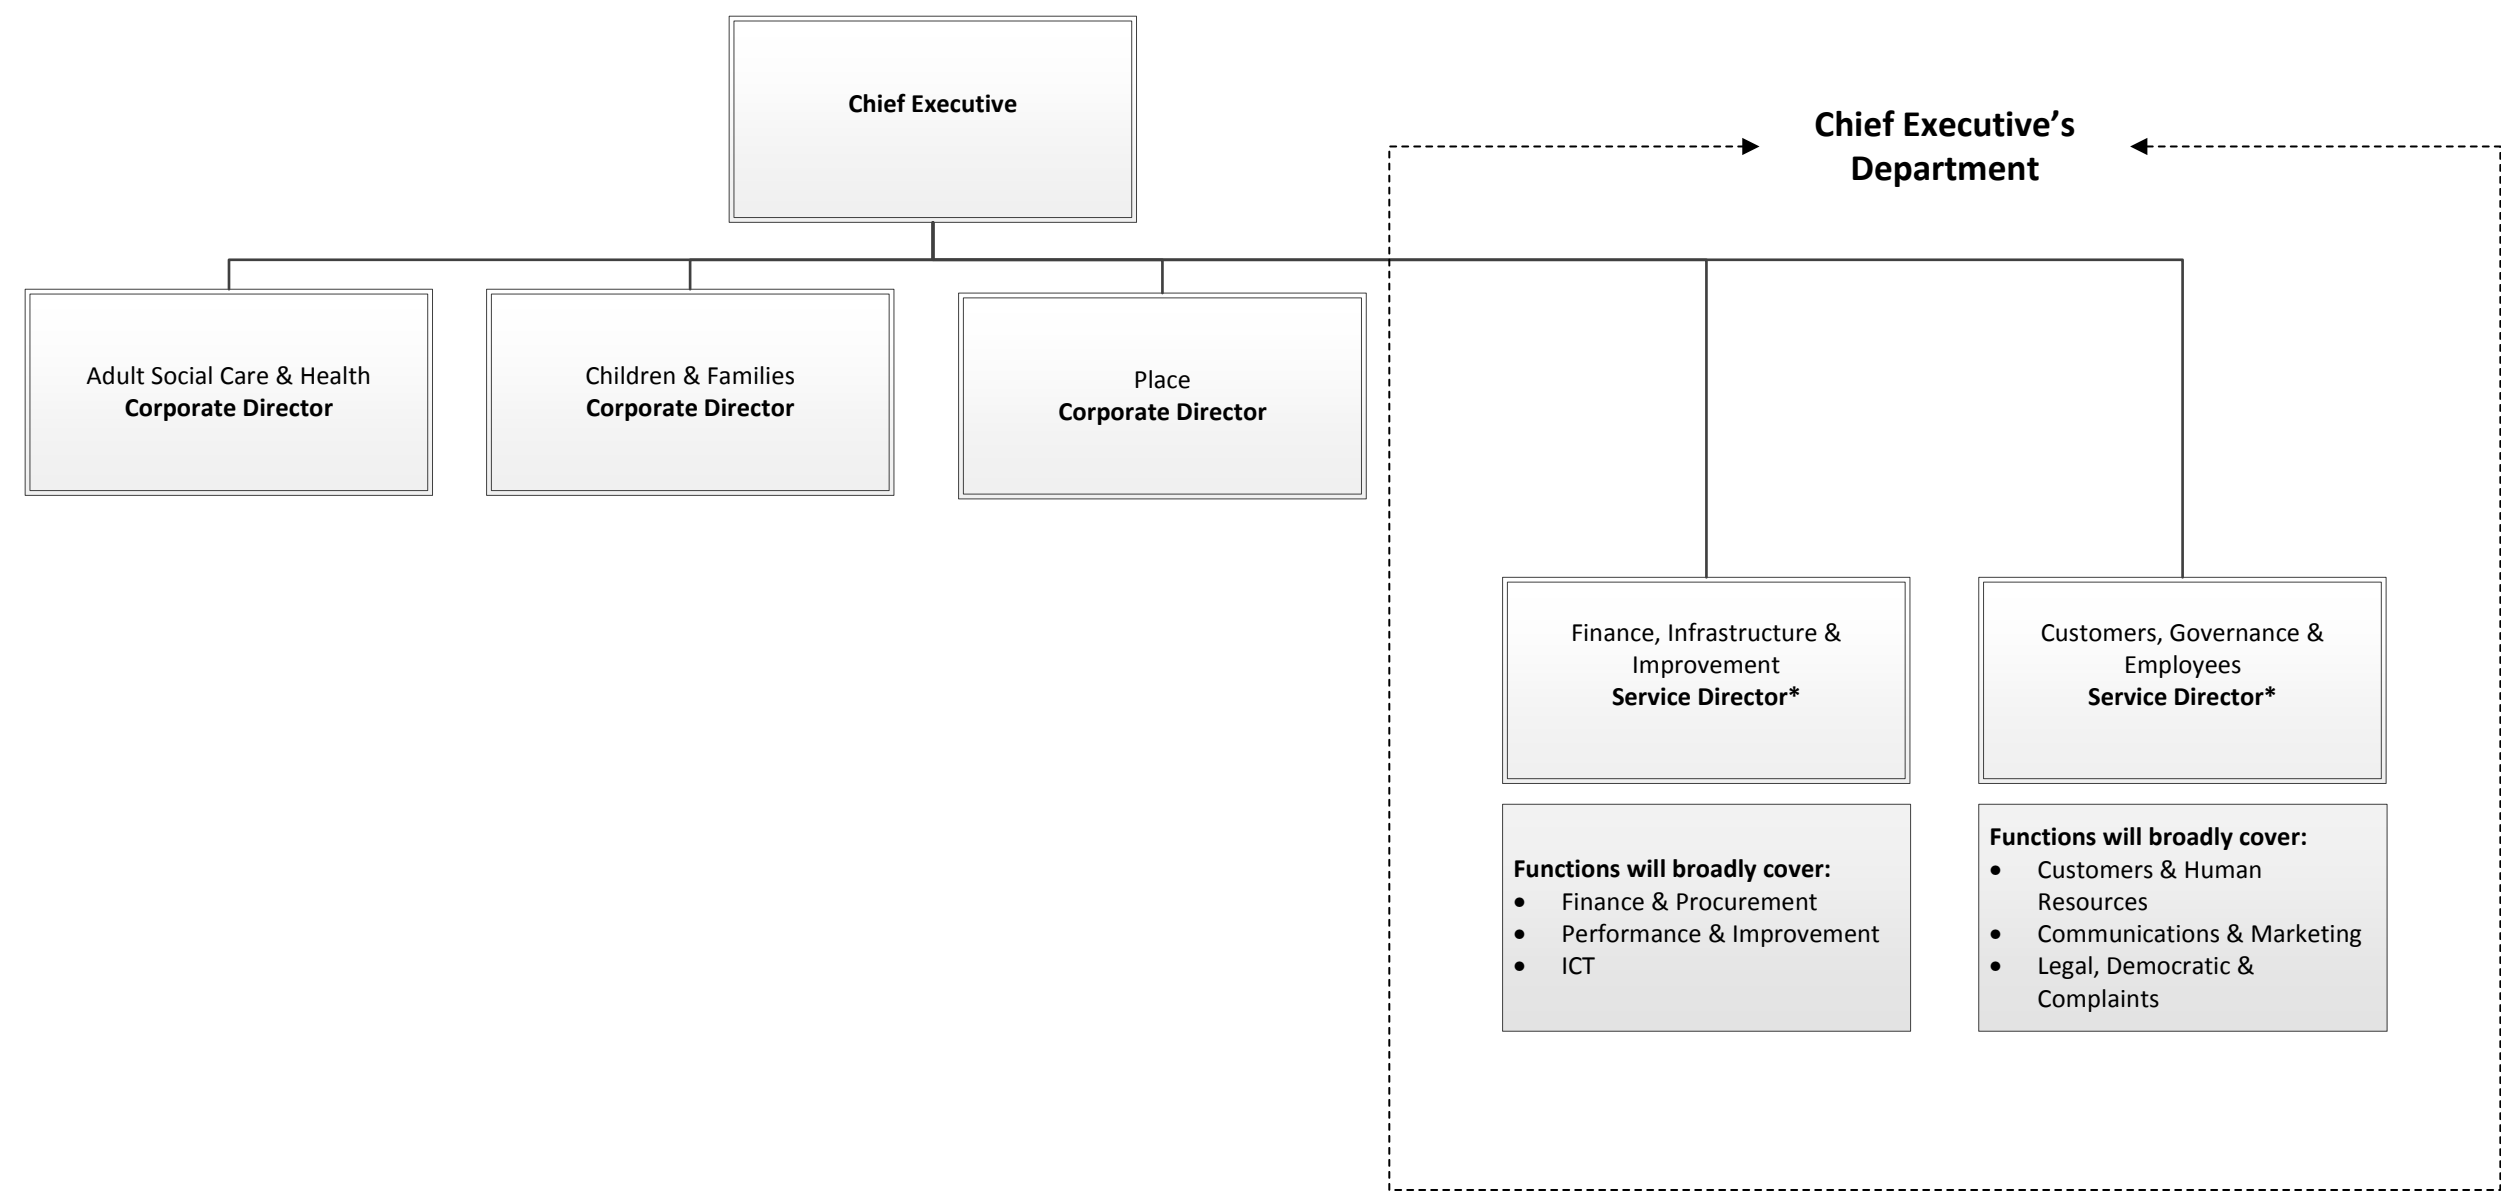 Chief Executive
Chief Executive’s
Department
Adult Social Care & Health
Corporate Director
Children & Families
Corporate Director
Place
Corporate Director
Finance, Infrastructure &
Improvement
Service Director*
Customers, Governance &
Employees
Service Director*
Functions will broadly cover:
• Finance & Procurement
• Performance & Improvement
• ICT
Functions will broadly cover:
• Customers & Human
Resources
• Communications & Marketing
• Legal, Democratic &
Complaints